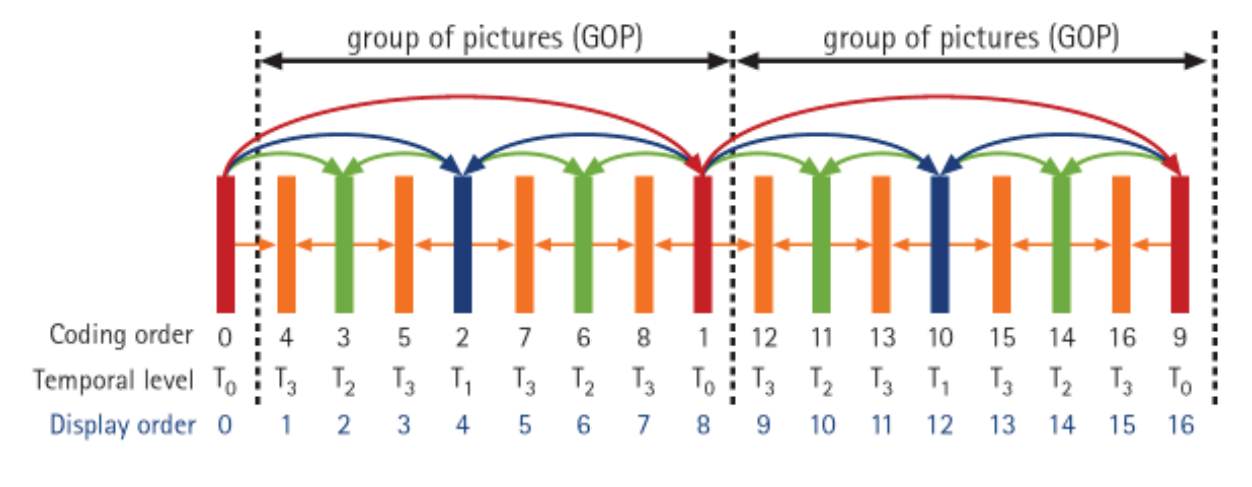 group of pictures (GOP) group of pictures (GOP)
Coding order 0 4 3 5 2 7 6 8 1 12 11 13 10 15 14 16 9
Temporal level T0 T3 T2 T3 T1 T3 T2 T3 T0 T3 T2 T3 T1 T3 T2 T3 T0
Display order 0 1 2 3 4 5 6 7 8 9 10 11 12 13 14 15 16